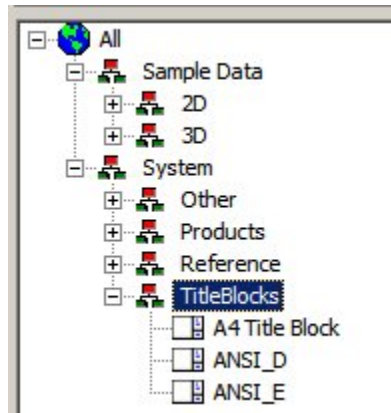 All
Sample Data
2D
3D
System
Other
Products
Reference
TitleBlocks
A4 Title Block
ANSI_D
ANSI_E